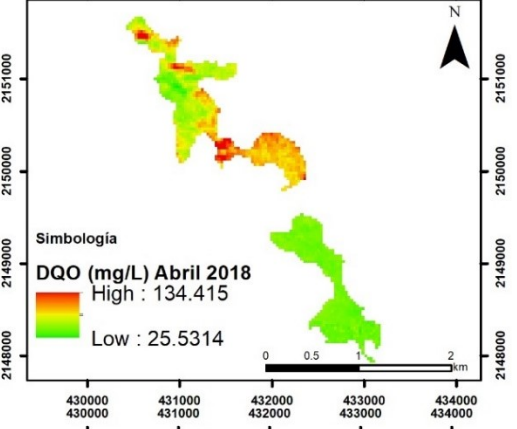 N
2151000
2150000
2149000
2148000
2151000
2150000
2149000
2148000
Simbología
DQO (mg/L) Abril 2018
High : 134.415
Low : 25.5314
0 0.5 1 2
km
430000 431000 432000 433000 434000
430000 431000 432000 433000 434000